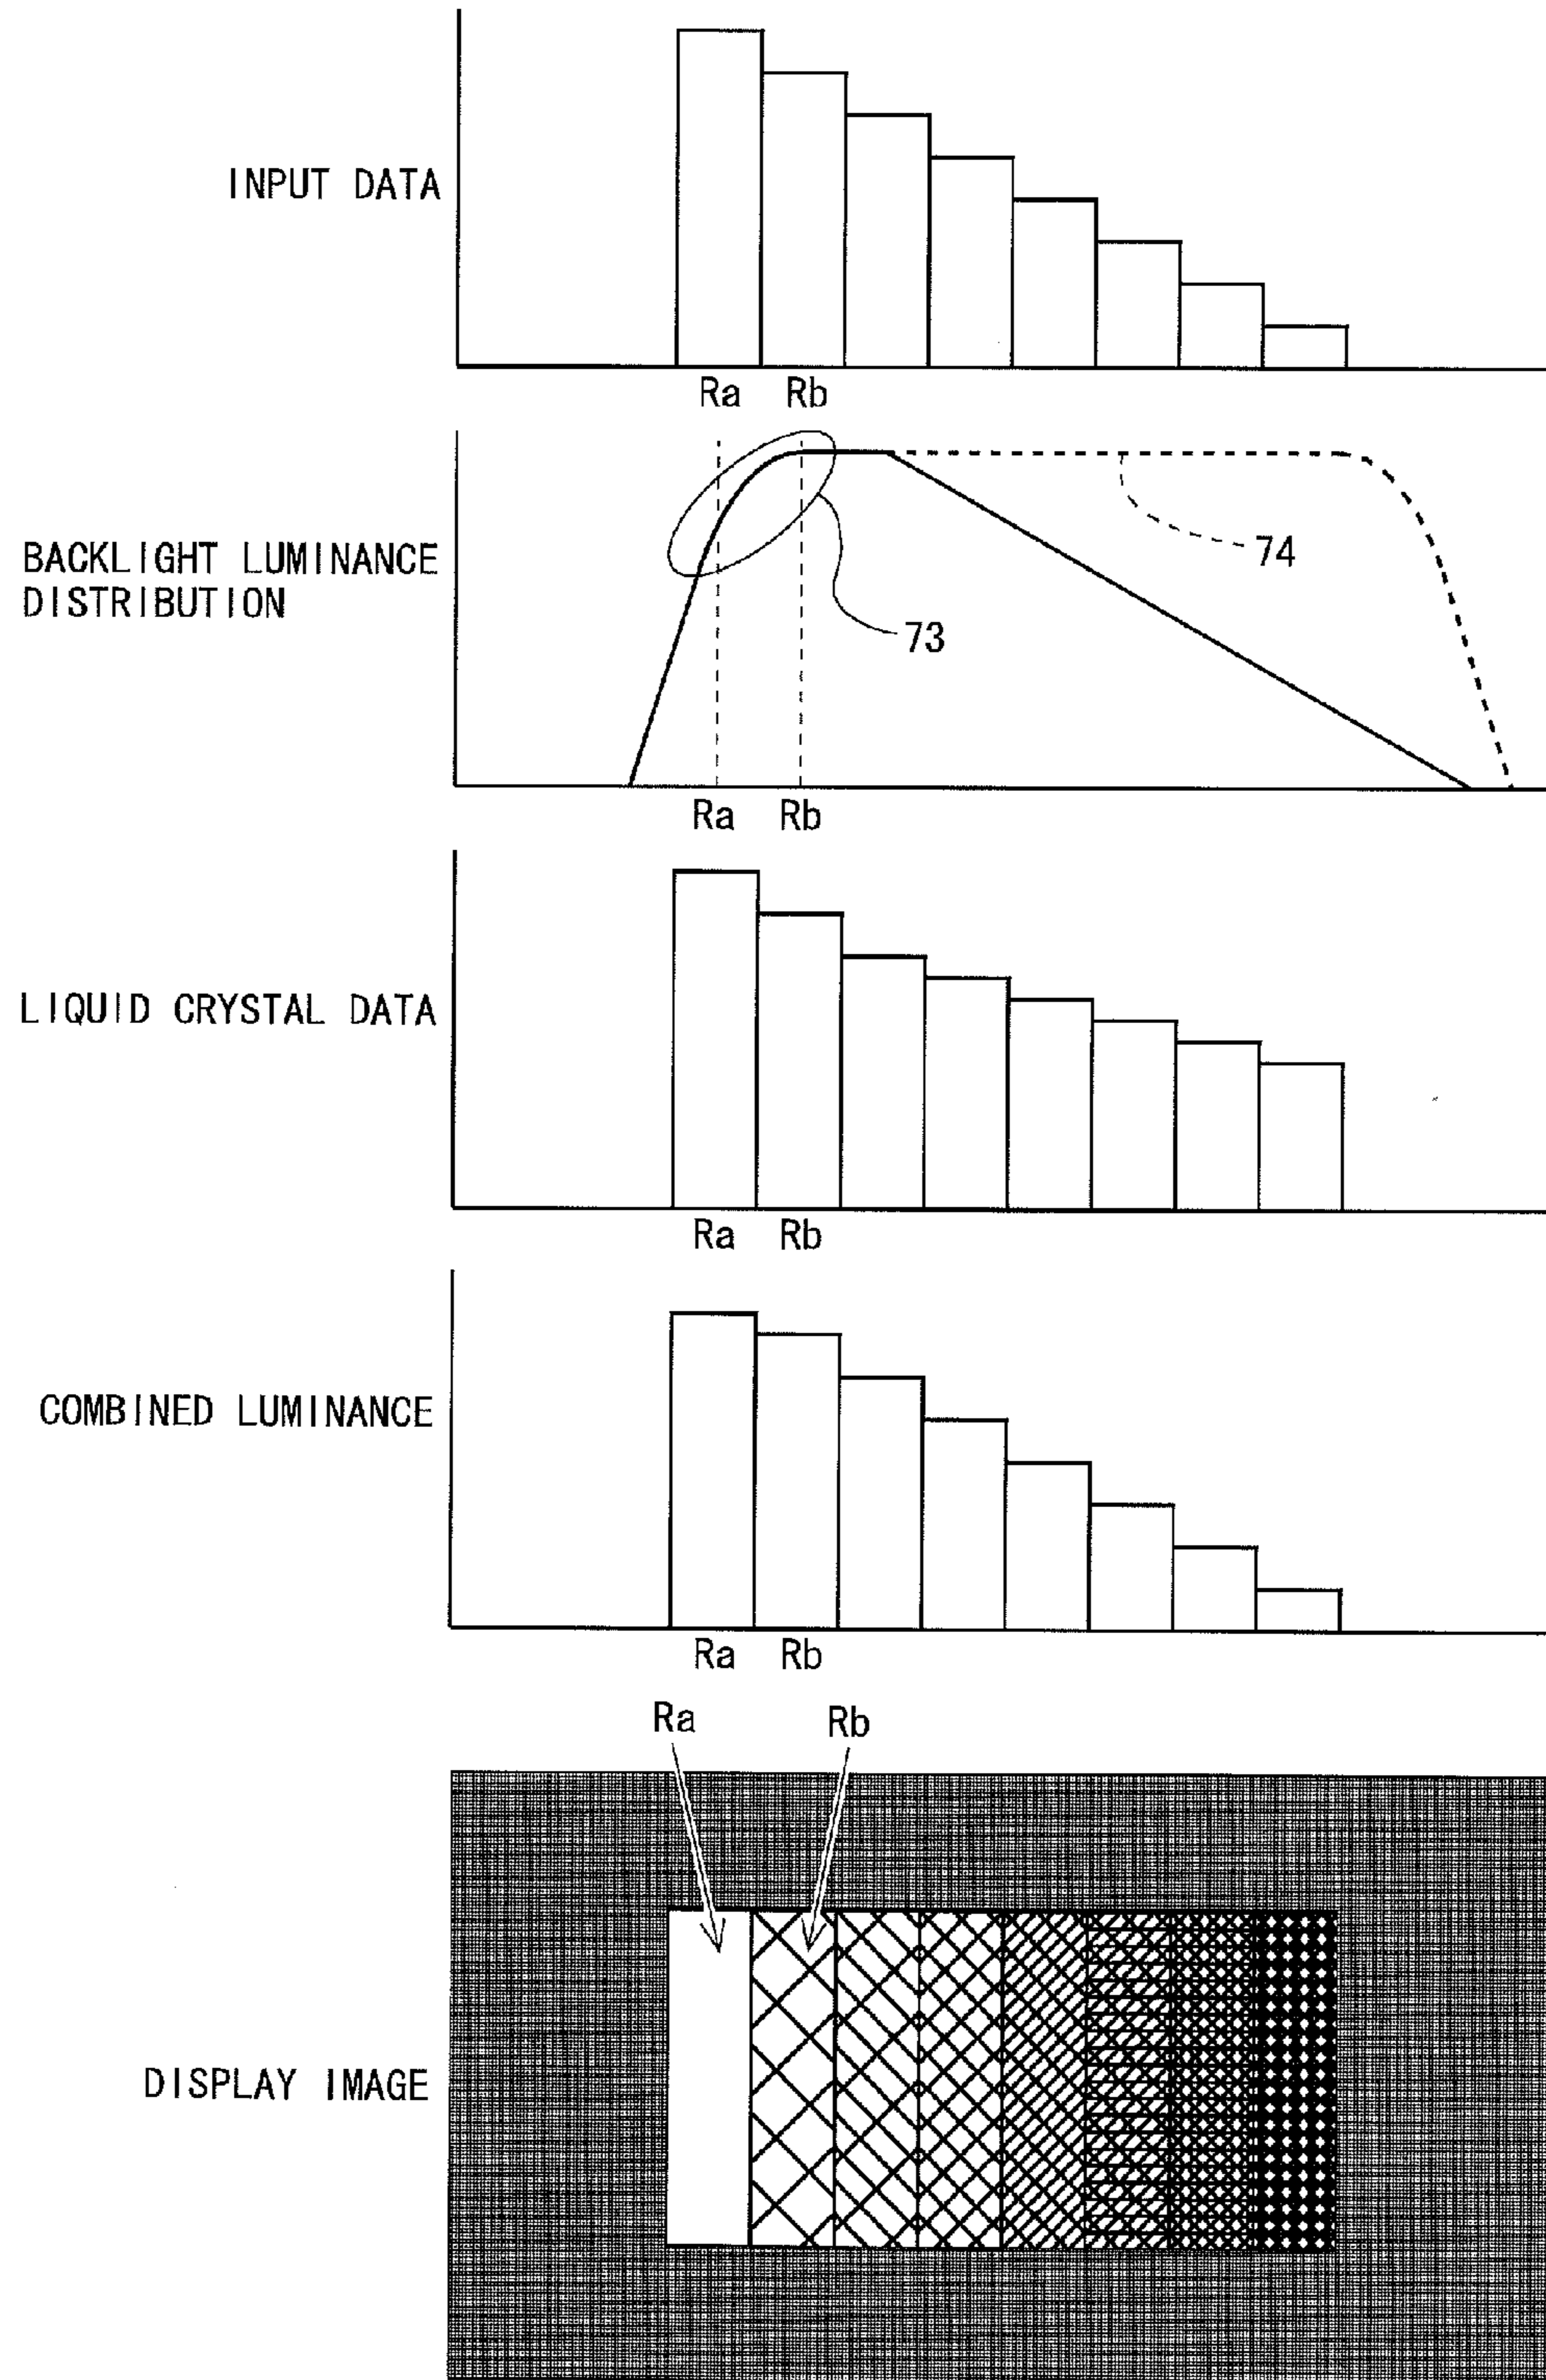 INPUT DATA
Ra Rb
BACKLIGHT LUMINANCE
DISTRIBUTION
74
73
Ra Rb
LIQUID CRYSTAL DATA
Ra Rb
COMBINED LUMINANCE
Ra Rb
Ra Rb
DISPLAY IMAGE